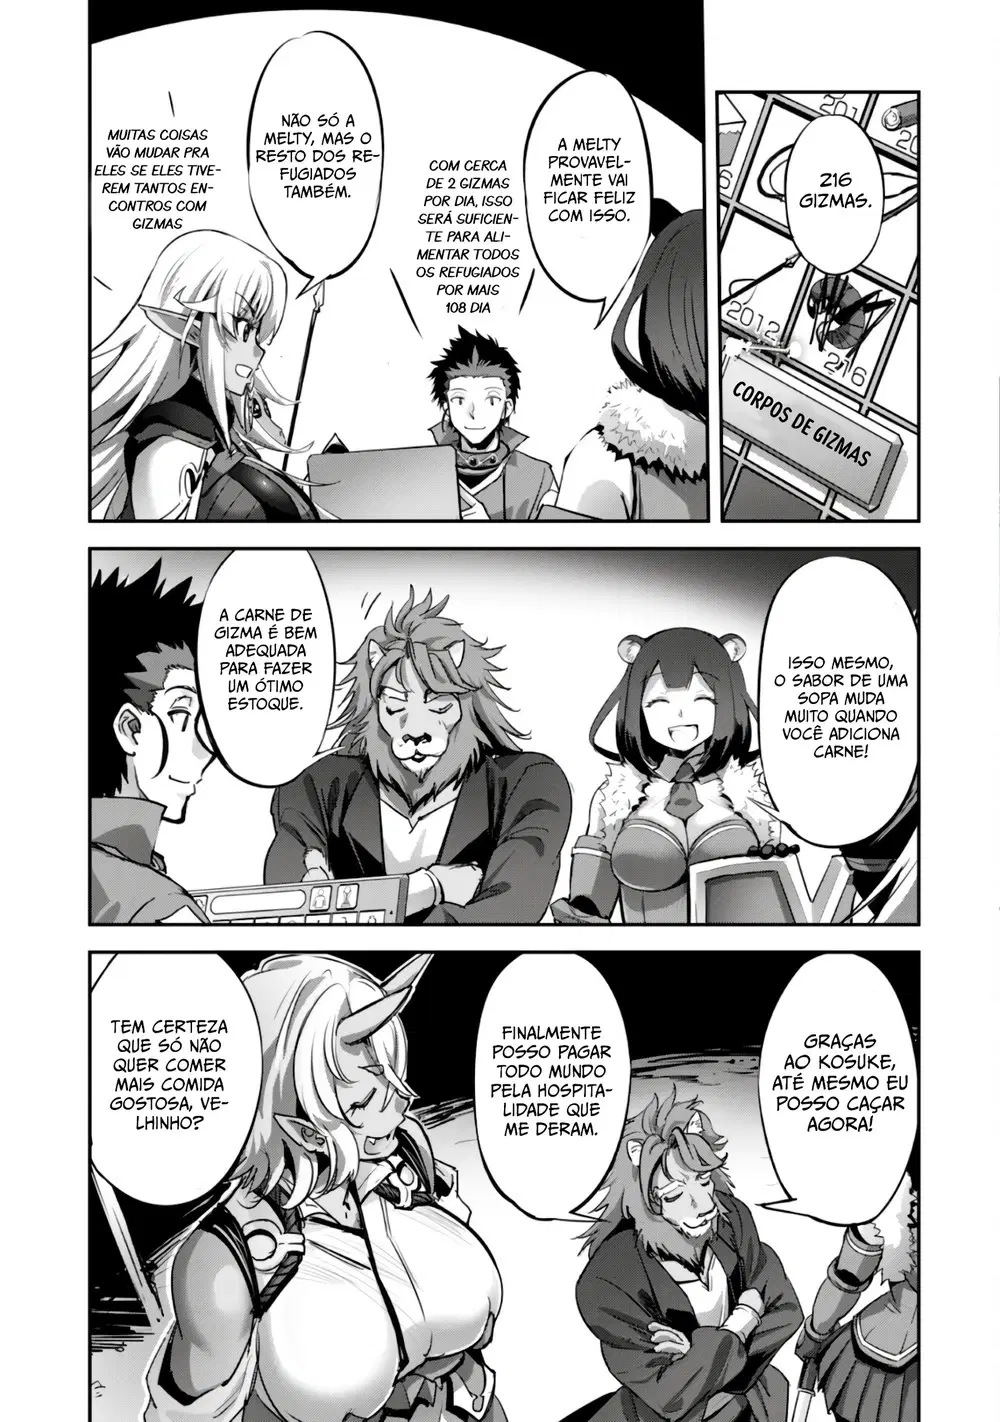 216
GIZMAS.
2012
216
CORPOS DE GIZMAS
A MELTY
PROVAVEL-
MENTE VAI
FICAR FELIZ
COM ISSO.
COM CERCA
DE 2 GIZMAS
POR DIA, ISSO
SERÁ SUFICIEN-
TE PARA ALI-
MENTAR TODOS
OS REFUGIADOS
POR MAIS
108 DIA
NÃO SÓ A
MELTY, MAS O
RESTO DOS RE-
FUGIADOS
TAMBÉM.
MUITAS COISAS
VÃO MUDAR PRA
ELES SE ELES TIVE-
REM TANTOS EN-
CONTROS COM
GIZMAS
ISSO MESMO,
O SABOR DE UMA
SOPA MUDA
MUITO QUANDO
VOCÊ ADICIONA
CARNE!
A CARNE DE
GIZMA É BEM
ADEQUADA
PARA FAZER
UM ÓTIMO
ESTOQUE.
GRAÇAS
AO KOSUKE,
ATÉ MESMO EU
POSSO CAÇAR
AGORA!
FINALMENTE
POSSO PAGAR
TODO MUNDO
PELA HOSPITA-
LIDADE QUE
ME DERAM.
TEM CERTEZA
QUE SÓ NÃO
QUER COMER
MAIS COMIDA
GOSTOSA, VE-
LHINHO?